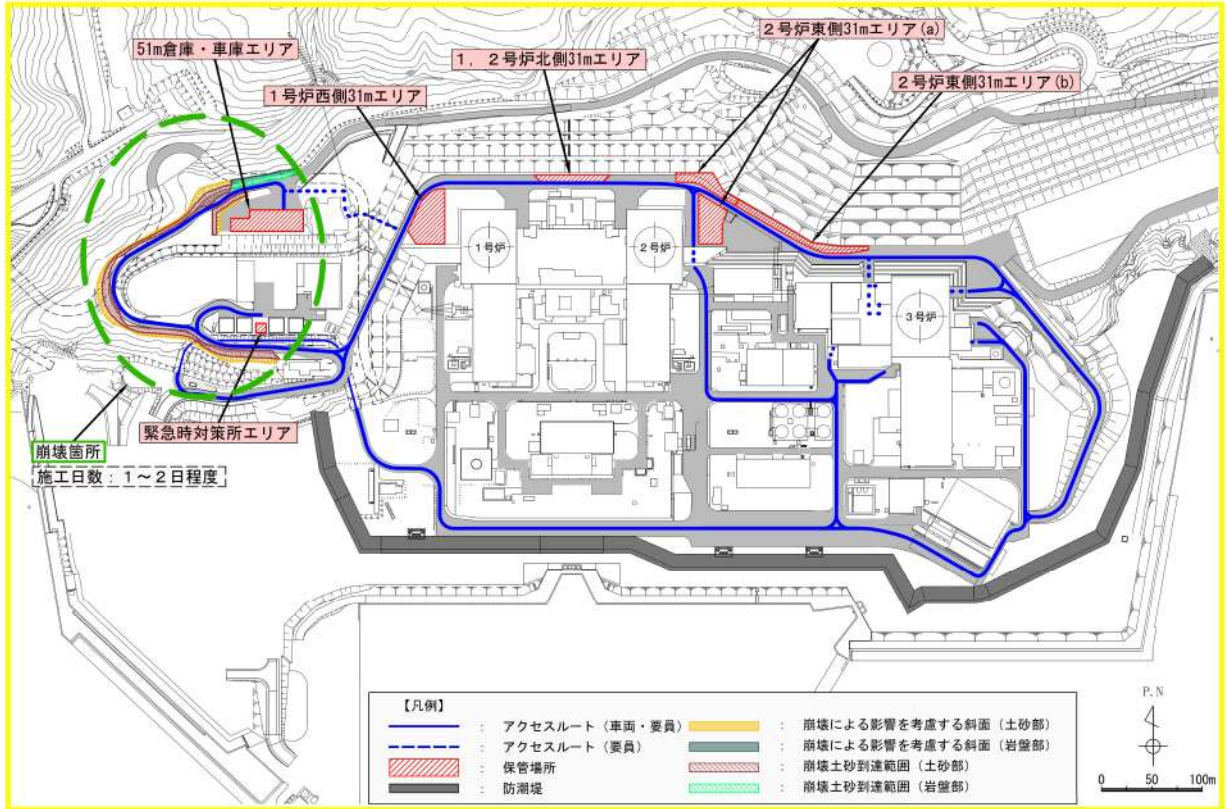 51m倉庫・車庫エリア
1号炉西側31mエリア
1，2号炉北側31mエリア
2号炉東側31mエリア(a)
2号炉東側31mエリア(b)
1号炉
2号炉
3号炉
緊急時対策所エリア
崩壊箇所
施工日数：1～2日程度
【凡例】
： アクセスルート（車両・要員）
： アクセスルート（要員）
： 保管場所
： 防潮堤
： 崩壊による影響を考慮する斜面（土砂部）
： 崩壊による影響を考慮する斜面（岩盤部）
： 崩壊土砂到達範囲（土砂部）
： 崩壊土砂到達範囲（岩盤部）
P.N
0 50 100m